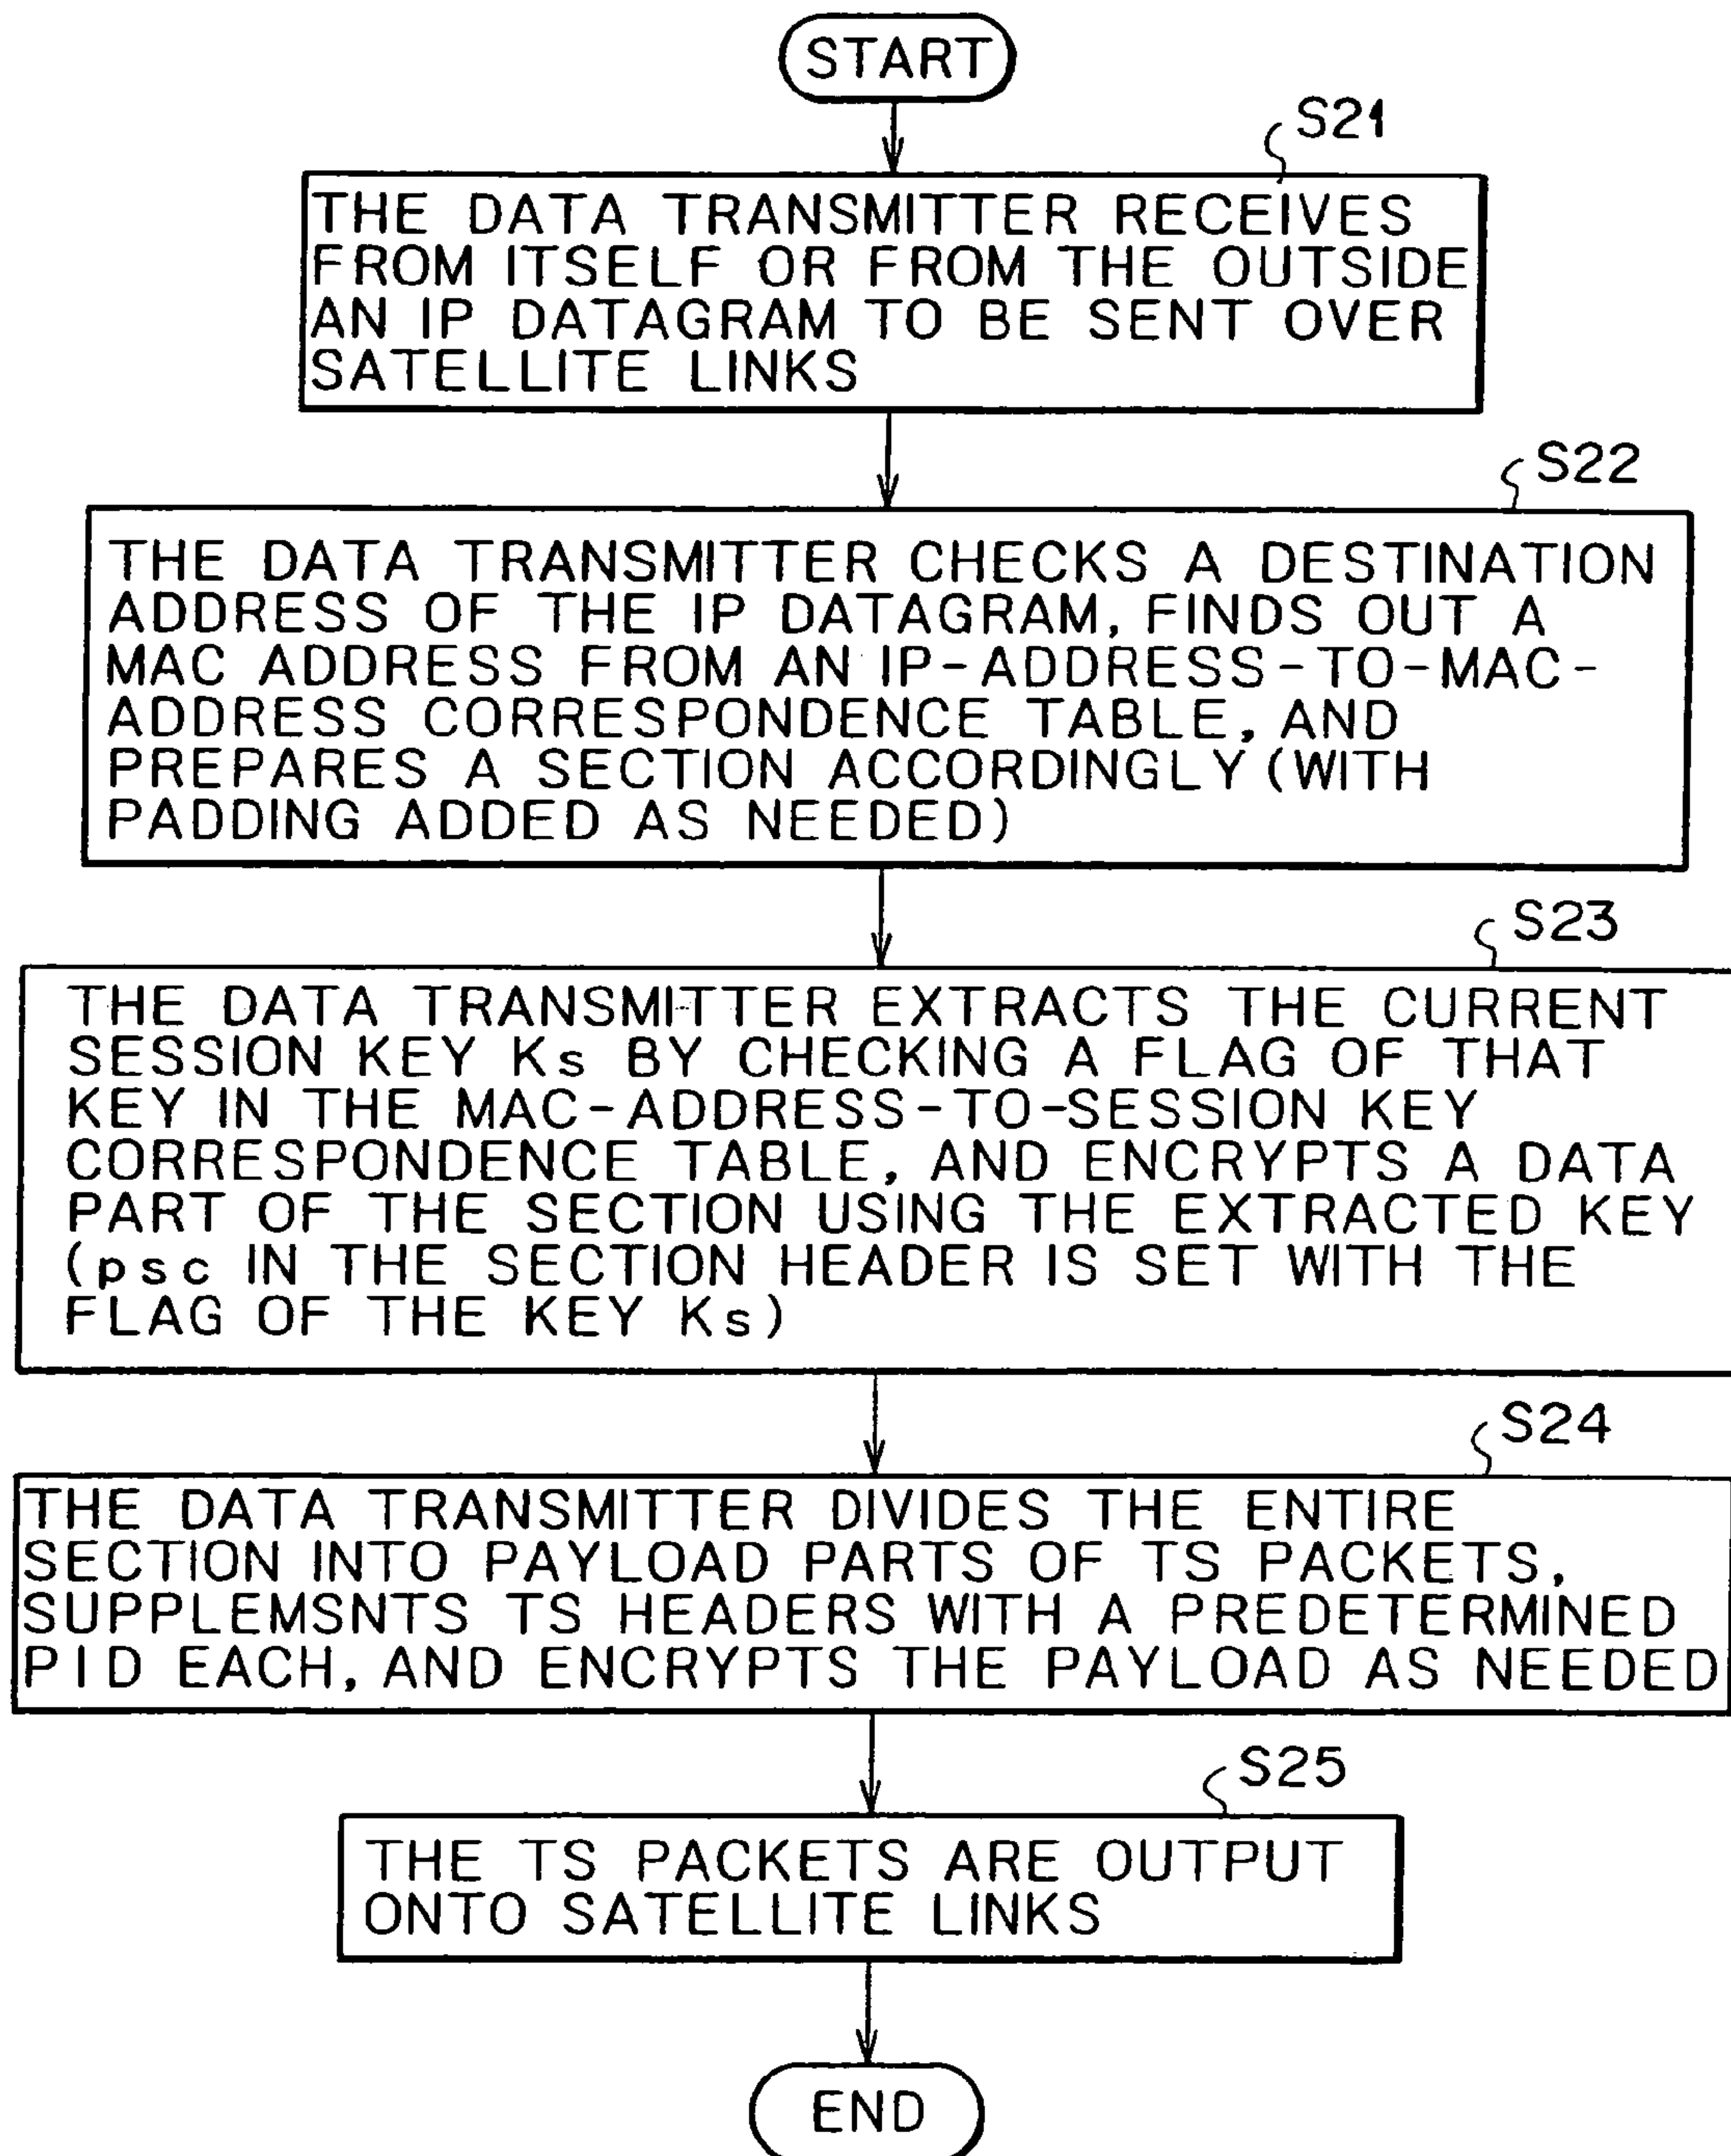 START
S21
THE DATA TRANSMITTER RECEIVES
FROM ITSELF OR FROM THE OUTSIDE
AN IP DATAGRAM TO BE SENT OVER
SATELLITE LINKS
S22
THE DATA TRANSMITTER CHECKS A DESTINATION
ADDRESS OF THE IP DATAGRAM, FINDS OUT A
MAC ADDRESS FROM AN IP-ADDRESS-TO-MAC-
ADDRESS CORRESPONDENCE TABLE, AND
PREPARES A SECTION ACCORDINGLY (WITH
PADDING ADDED AS NEEDED)
S23
THE DATA TRANSMITTER EXTRACTS THE CURRENT
SESSION KEY Ks BY CHECKING A FLAG OF THAT
KEY IN THE MAC-ADDRESS-TO-SESSION KEY
CORRESPONDENCE TABLE, AND ENCRYPTS A DATA
PART OF THE SECTION USING THE EXTRACTED KEY
(psc IN THE SECTION HEADER IS SET WITH THE
FLAG OF THE KEY Ks)
S24
THE DATA TRANSMITTER DIVIDES THE ENTIRE
SECTION INTO PAYLOAD PARTS OF TS PACKETS,
SUPPLEMSNTS TS HEADERS WITH A PREDETERMINED
PID EACH, AND ENCRYPTS THE PAYLOAD AS NEEDED
S25
THE TS PACKETS ARE OUTPUT
ONTO SATELLITE LINKS
END